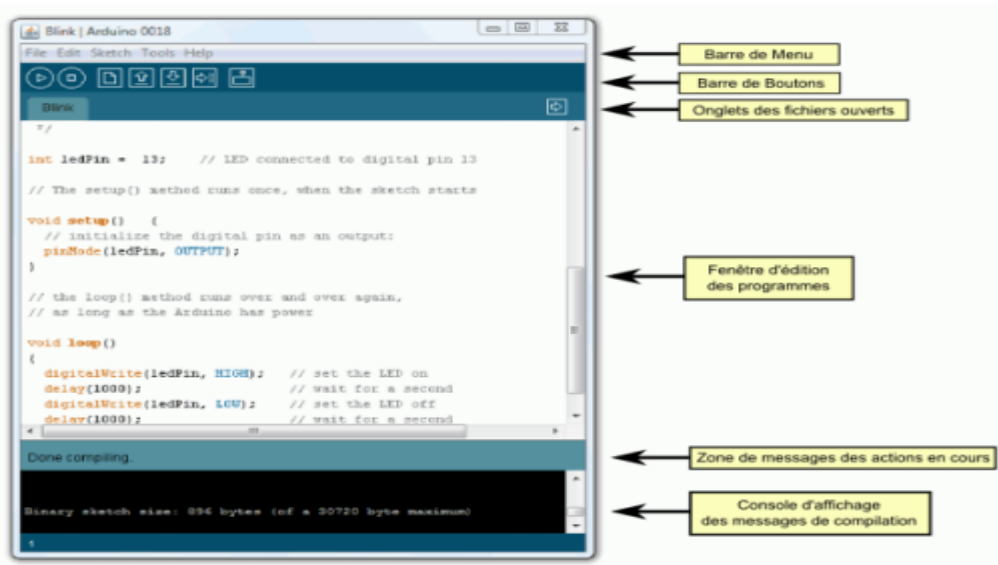 Blink | Arduino 0018
File Edit Sketch Tools Help
Barre de Menu
Barre de Boutons
Blink
Onglets des fichiers ouverts
*/
int ledPin = 13; // LED connected to digital pin 13
// The setup() method runs once, when the sketch starts
void setup() {
// initialize the digital pin as an output:
pinMode(ledPin, OUTPUT);
}
Fenêtre d'édition
des programmes
// the loop() method runs over and over again,
// as long as the Arduino has power
void loop()
{
digitalWrite(ledPin, HIGH); // set the LED on
delay(1000); // wait for a second
digitalWrite(ledPin, LOW); // set the LED off
delay(1000); // wait for a second
Done compiling.
Zone de messages des actions en cours
Binary sketch size: 896 bytes (of a 30720 byte maximum)
Console d'affichage
des messages de compilation